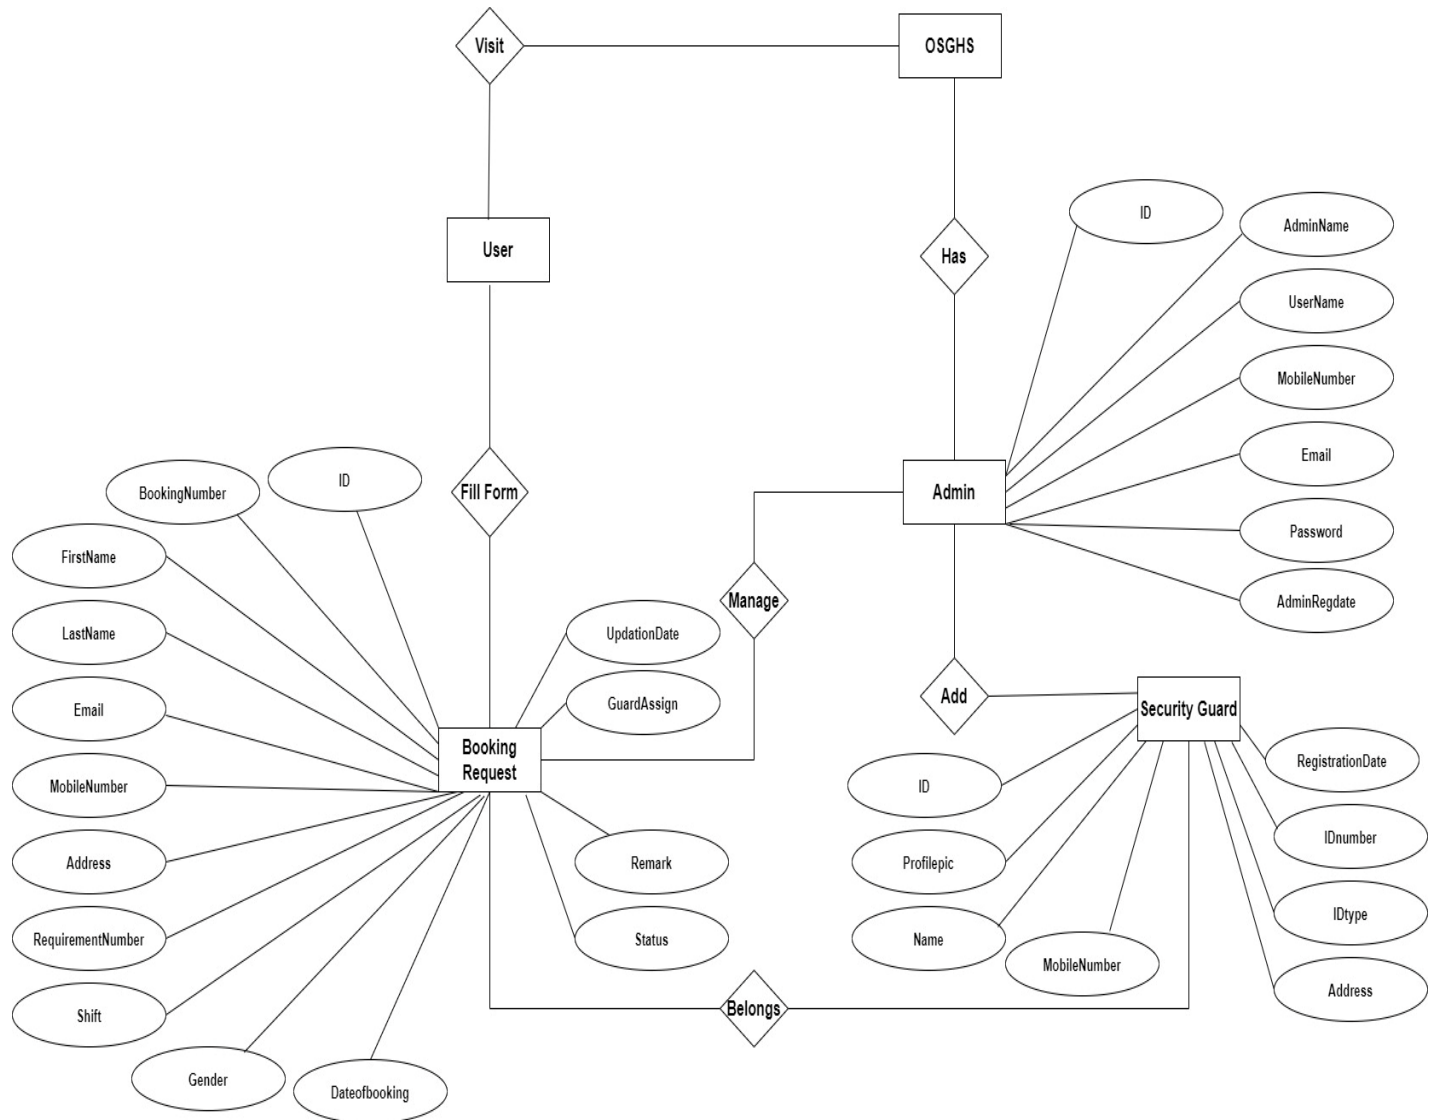 Visit
OSGHS
ID
AdminName
User
Has
UserName
MobileNumber
Email
Admin
Password
AdminRegdate
BookingNumber
ID
Fill Form
FirstName
LastName
Email
MobileNumber
Address
RequirementNumber
Shift
Gender
Dateofbooking
UpdationDate
GuardAssign
Booking
Request
Remark
Status
Manage
Add
Security Guard
ID
Profilepic
Name
MobileNumber
RegistrationDate
IDnumber
IDtype
Address
Belongs